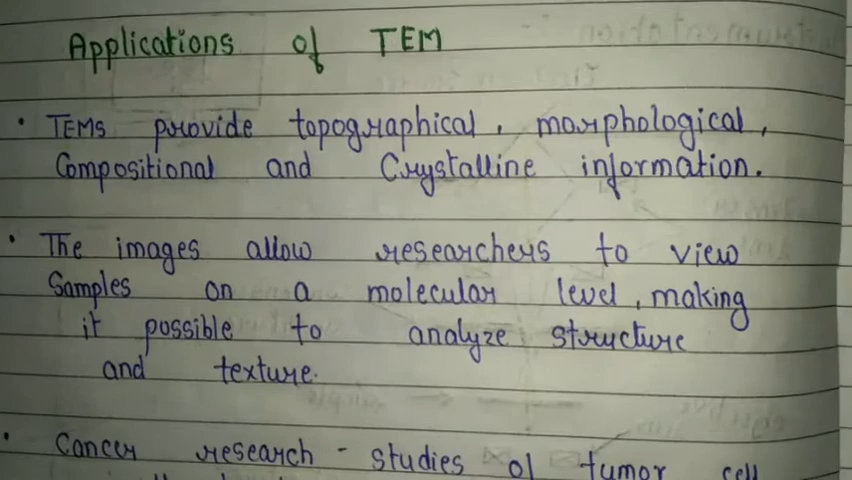 Applications of TEM
• TEMs provide topographical, morphological,
Compositional and Crystalline information.
• The images allow researchers to view
Samples on a molecular level, making
it possible to analyze structure
and texture.
• Cancer research - studies of tumor cell